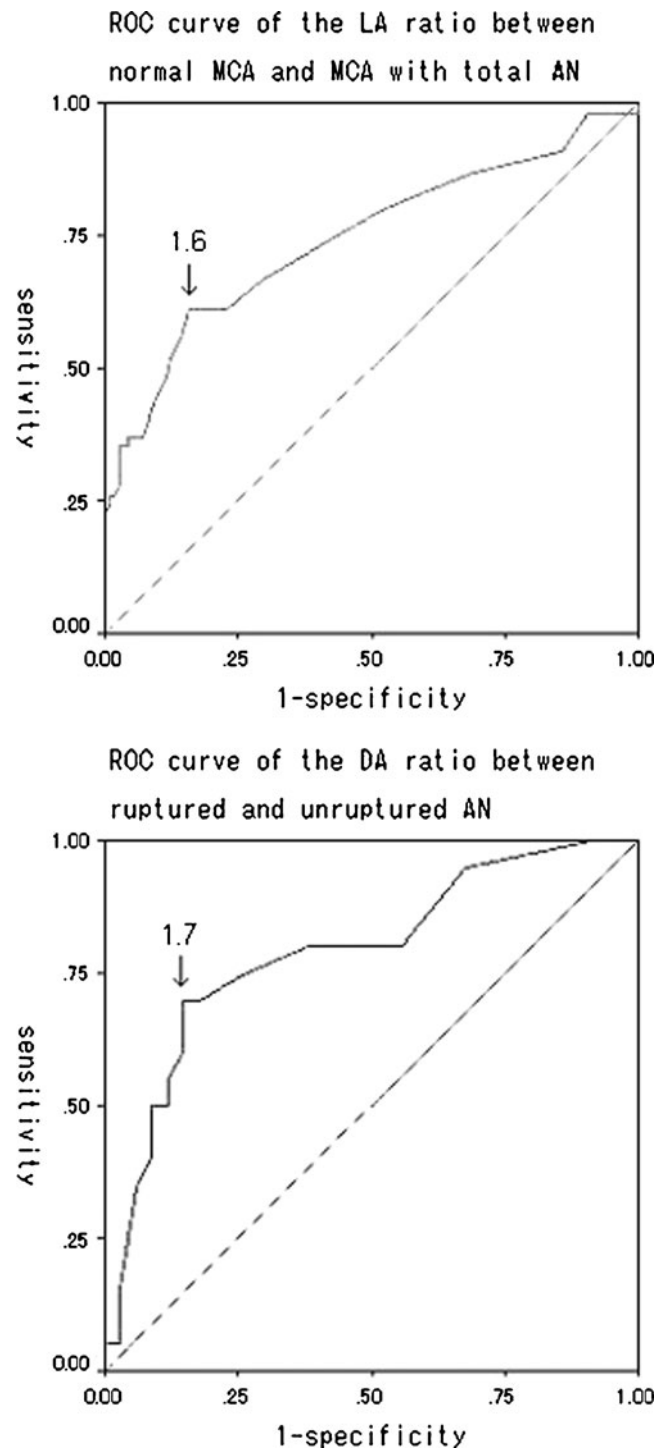 ROC curve of the LA ratio between
normal MCA and MCA with total AN
1.00
.75
.50
.25
0.00
sensitivity
1.6
0.00
.25
.50
.75
1.00
1-specificity
ROC curve of the DA ratio between
ruptured and unruptured AN
1.00
.75
.50
.25
0.00
sensitivity
1.7
0.00
.25
.50
.75
1.00
1-specificity